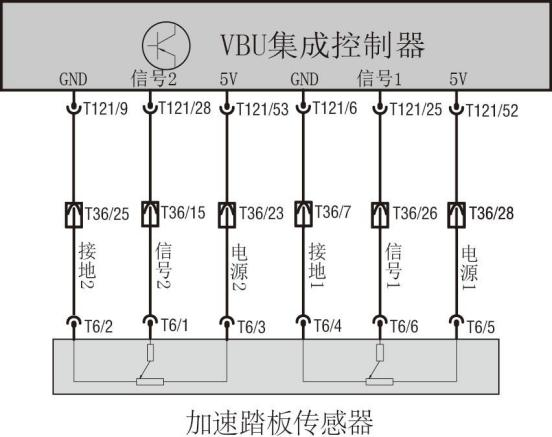 VBU集成控制器
GND 信号2 5V GND 信号1 5V
T121/9 T121/28 T121/53 T121/6 T121/25 T121/52
T36/25 T36/15 T36/23 T36/7 T36/26 T36/28
接地2 信号2 电源2 接地1 信号1 电源1
T6/2 T6/1 T6/3 T6/4 T6/6 T6/5
加速踏板传感器